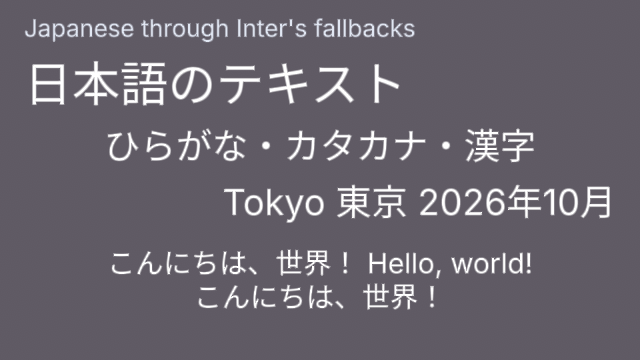 Japanese through Inter's fallbacks
日本語のテキスト
ひらがな・カタカナ・漢字
Tokyo 東京 2026年10月
こんにちは、世界！ Hello, world!
こんにちは、世界！